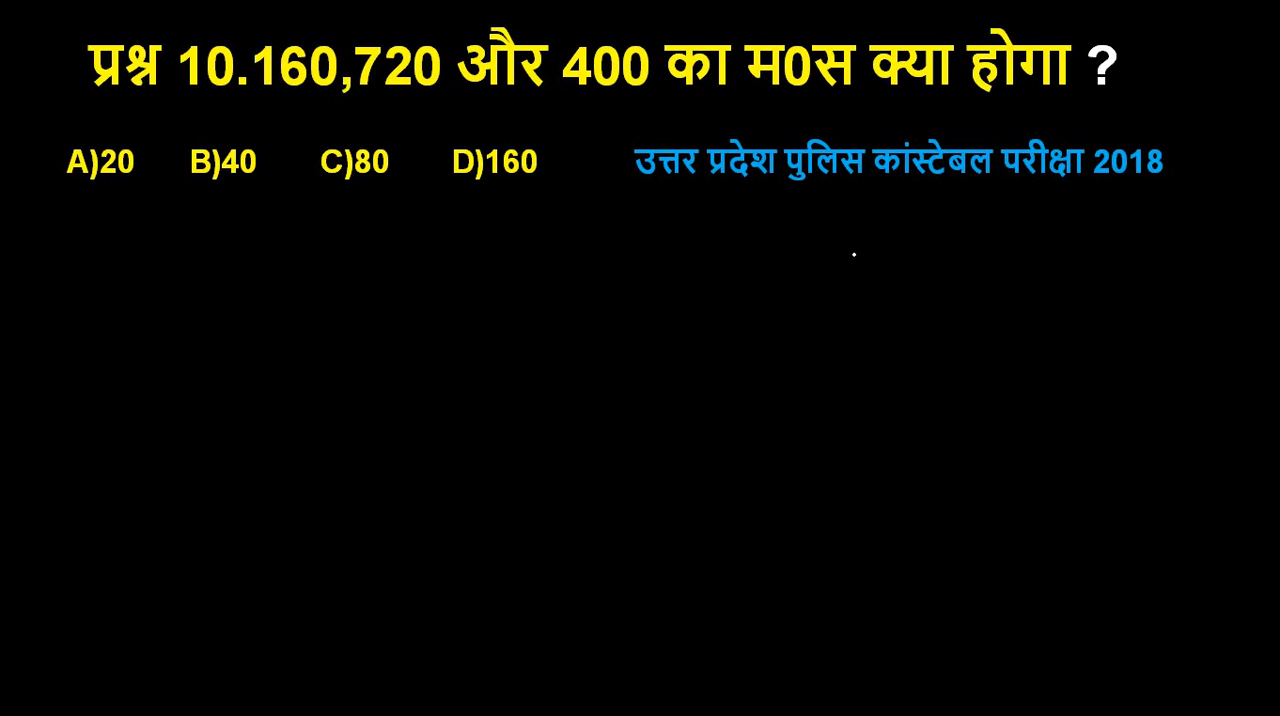 प्रश्न 10.160,720 और 400 का म0स क्या होगा ?
A)20 B)40 C)80 D)160 उत्तर प्रदेश पुलिस कांस्टेबल परीक्षा 2018